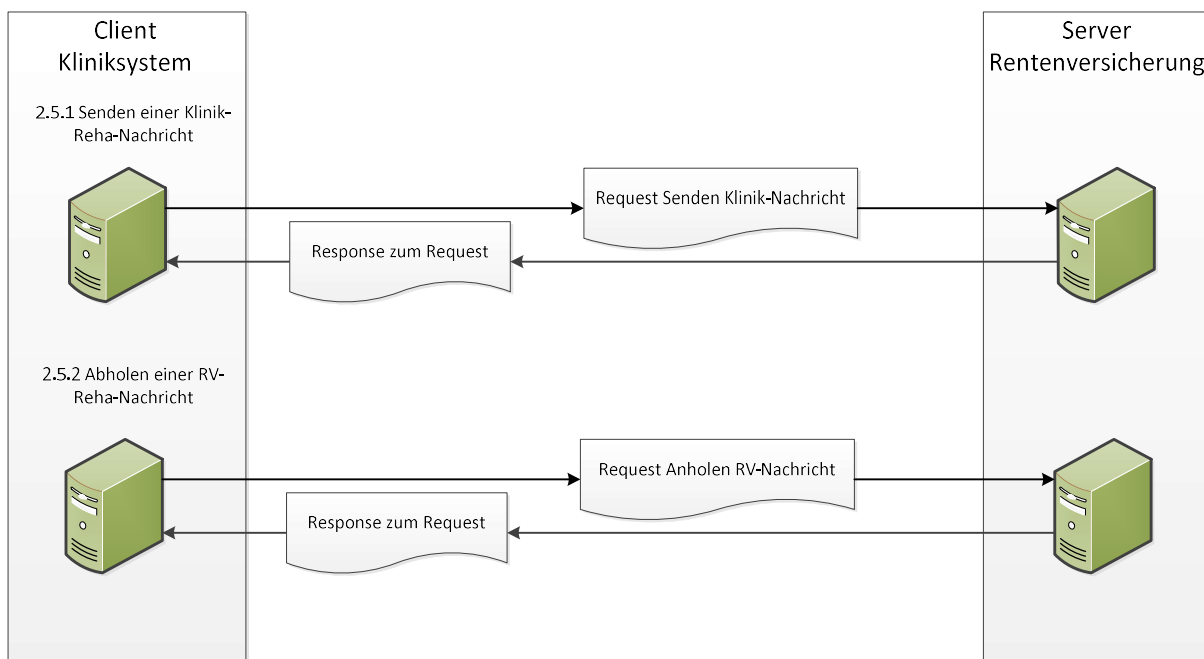 Client
Kliniksystem
Server
Rentenversicherung
2.5.1 Senden einer Klinik-
Reha-Nachricht
Request Senden Klinik-Nachricht
Response zum Request
2.5.2 Abholen einer RV-
Reha-Nachricht
Request Anholen RV-Nachricht
Response zum Request